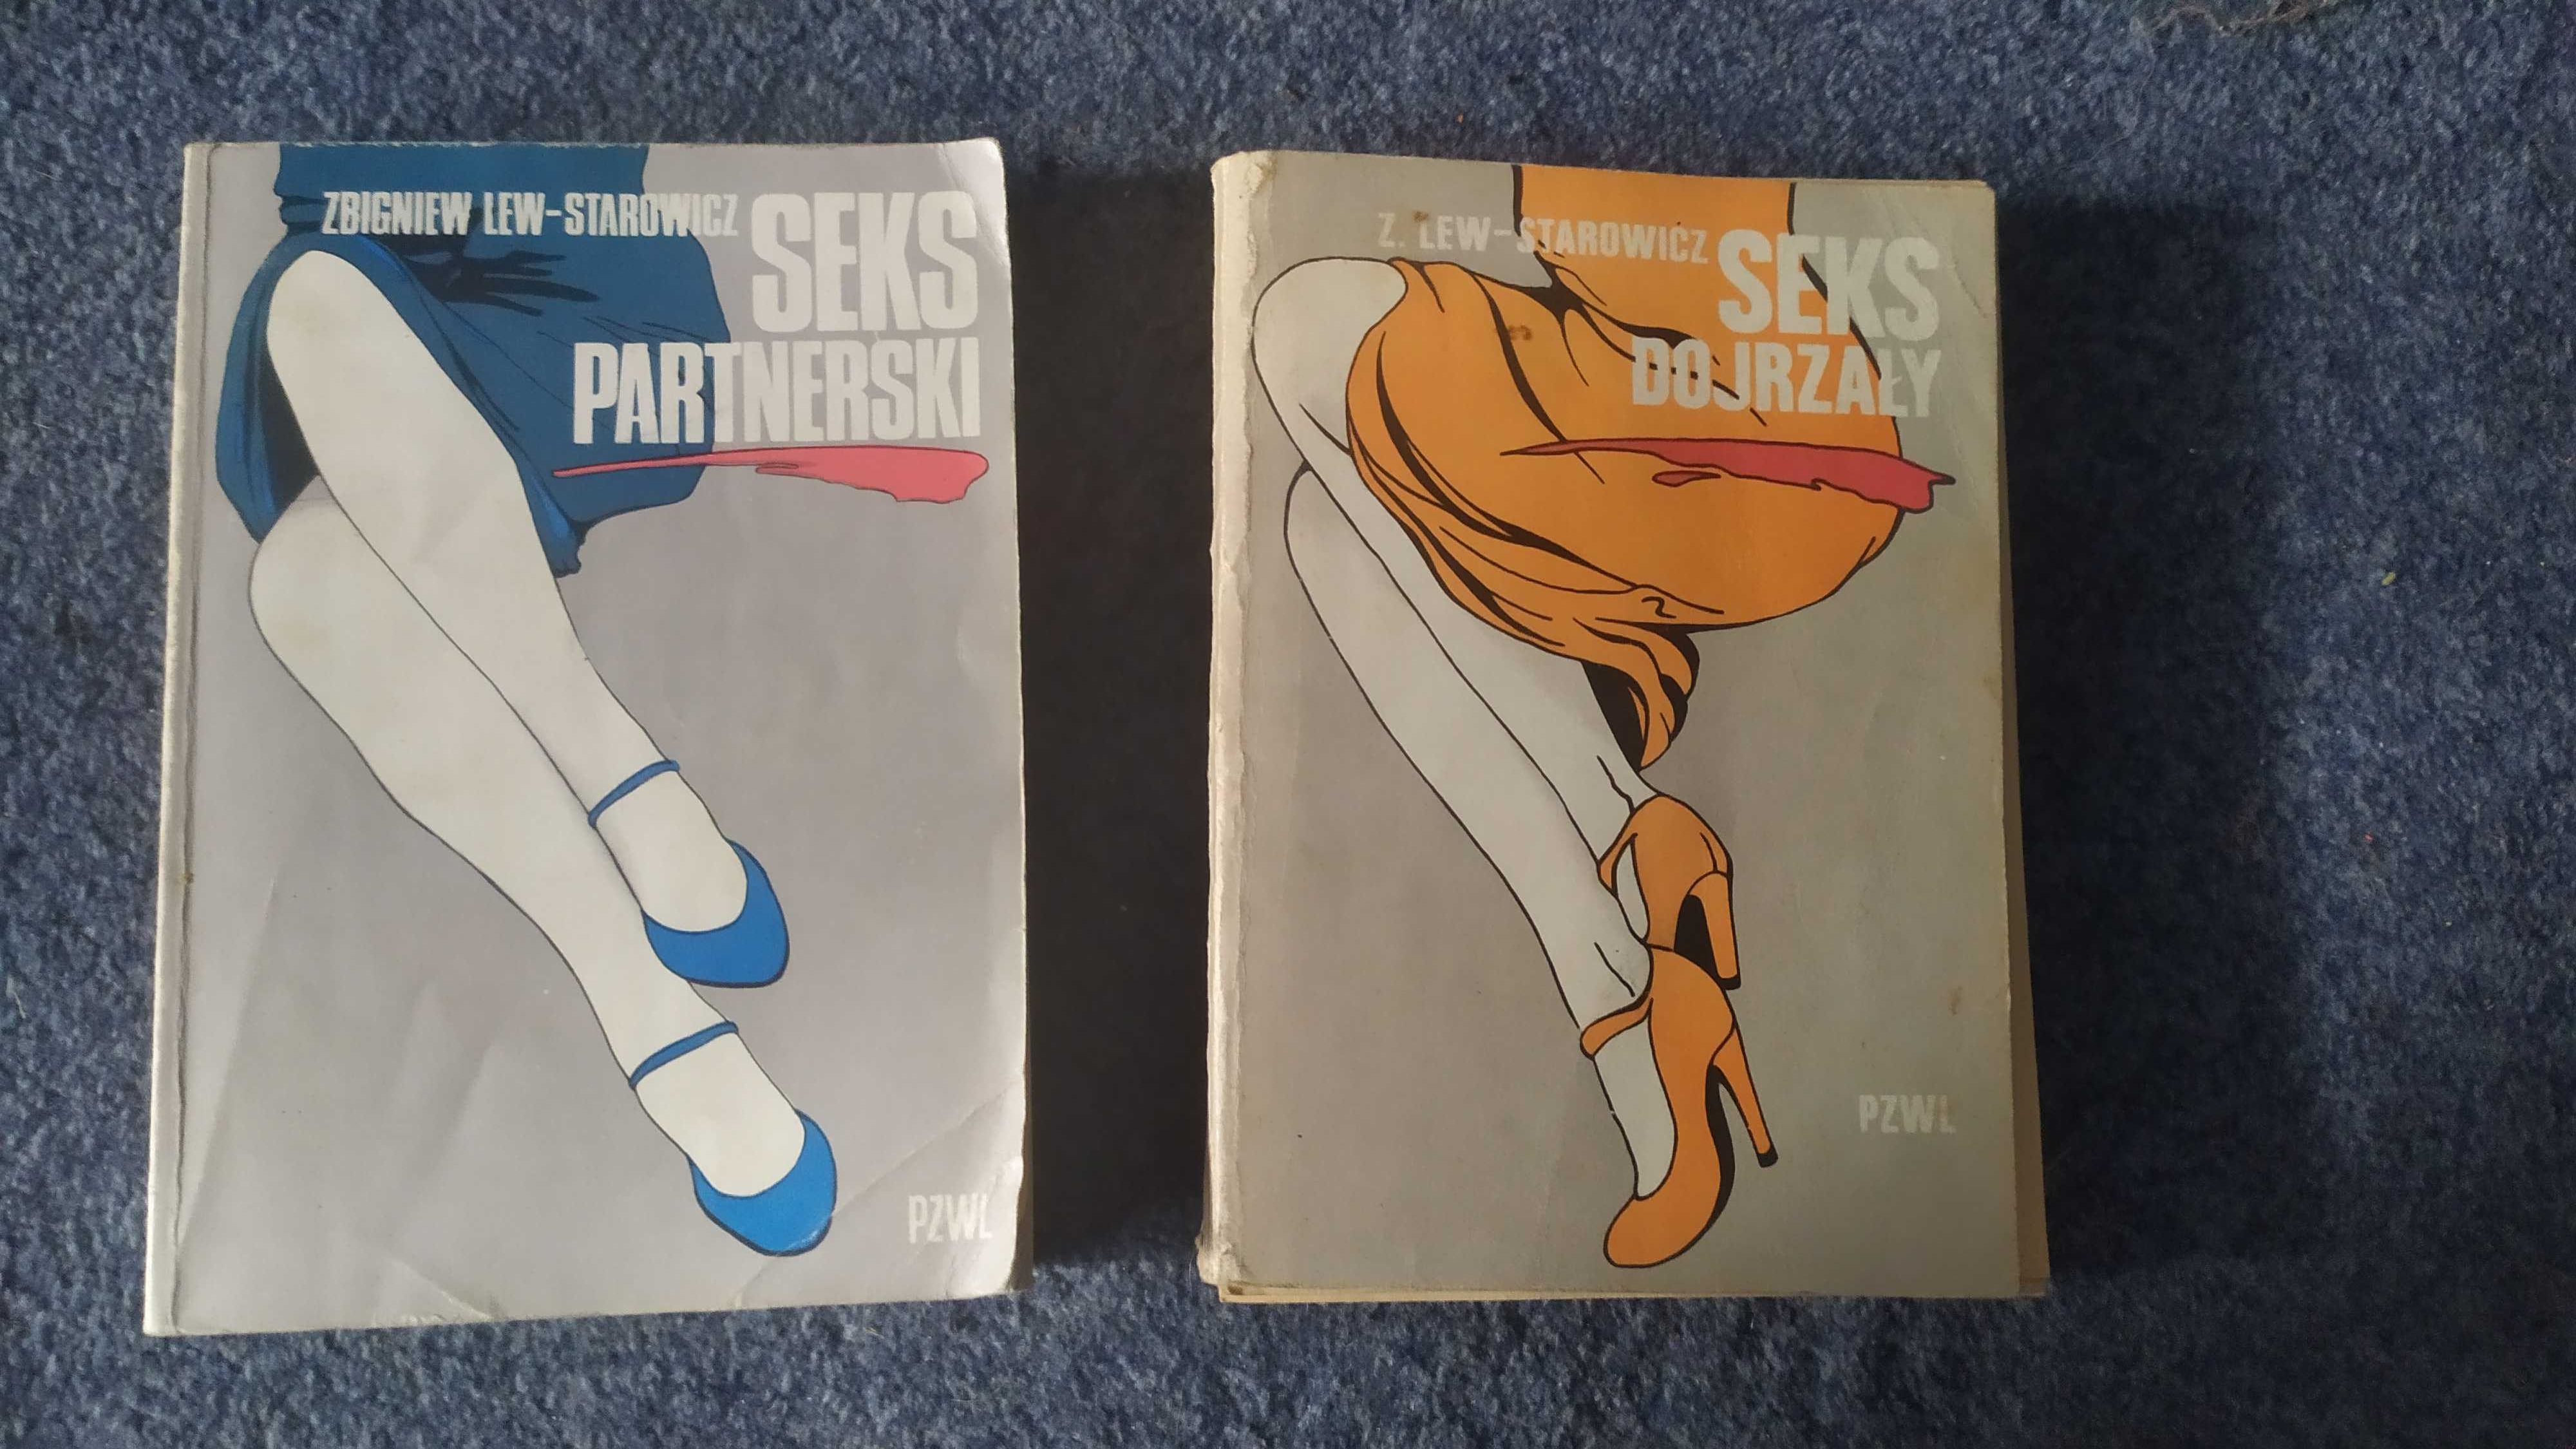 ZBIGNIEW LEW-STAROWICZ SEKS
PARTNERSKI
PZWL
Z. LEW-STAROWICZ SEKS
DOJRZAŁY
PZWL